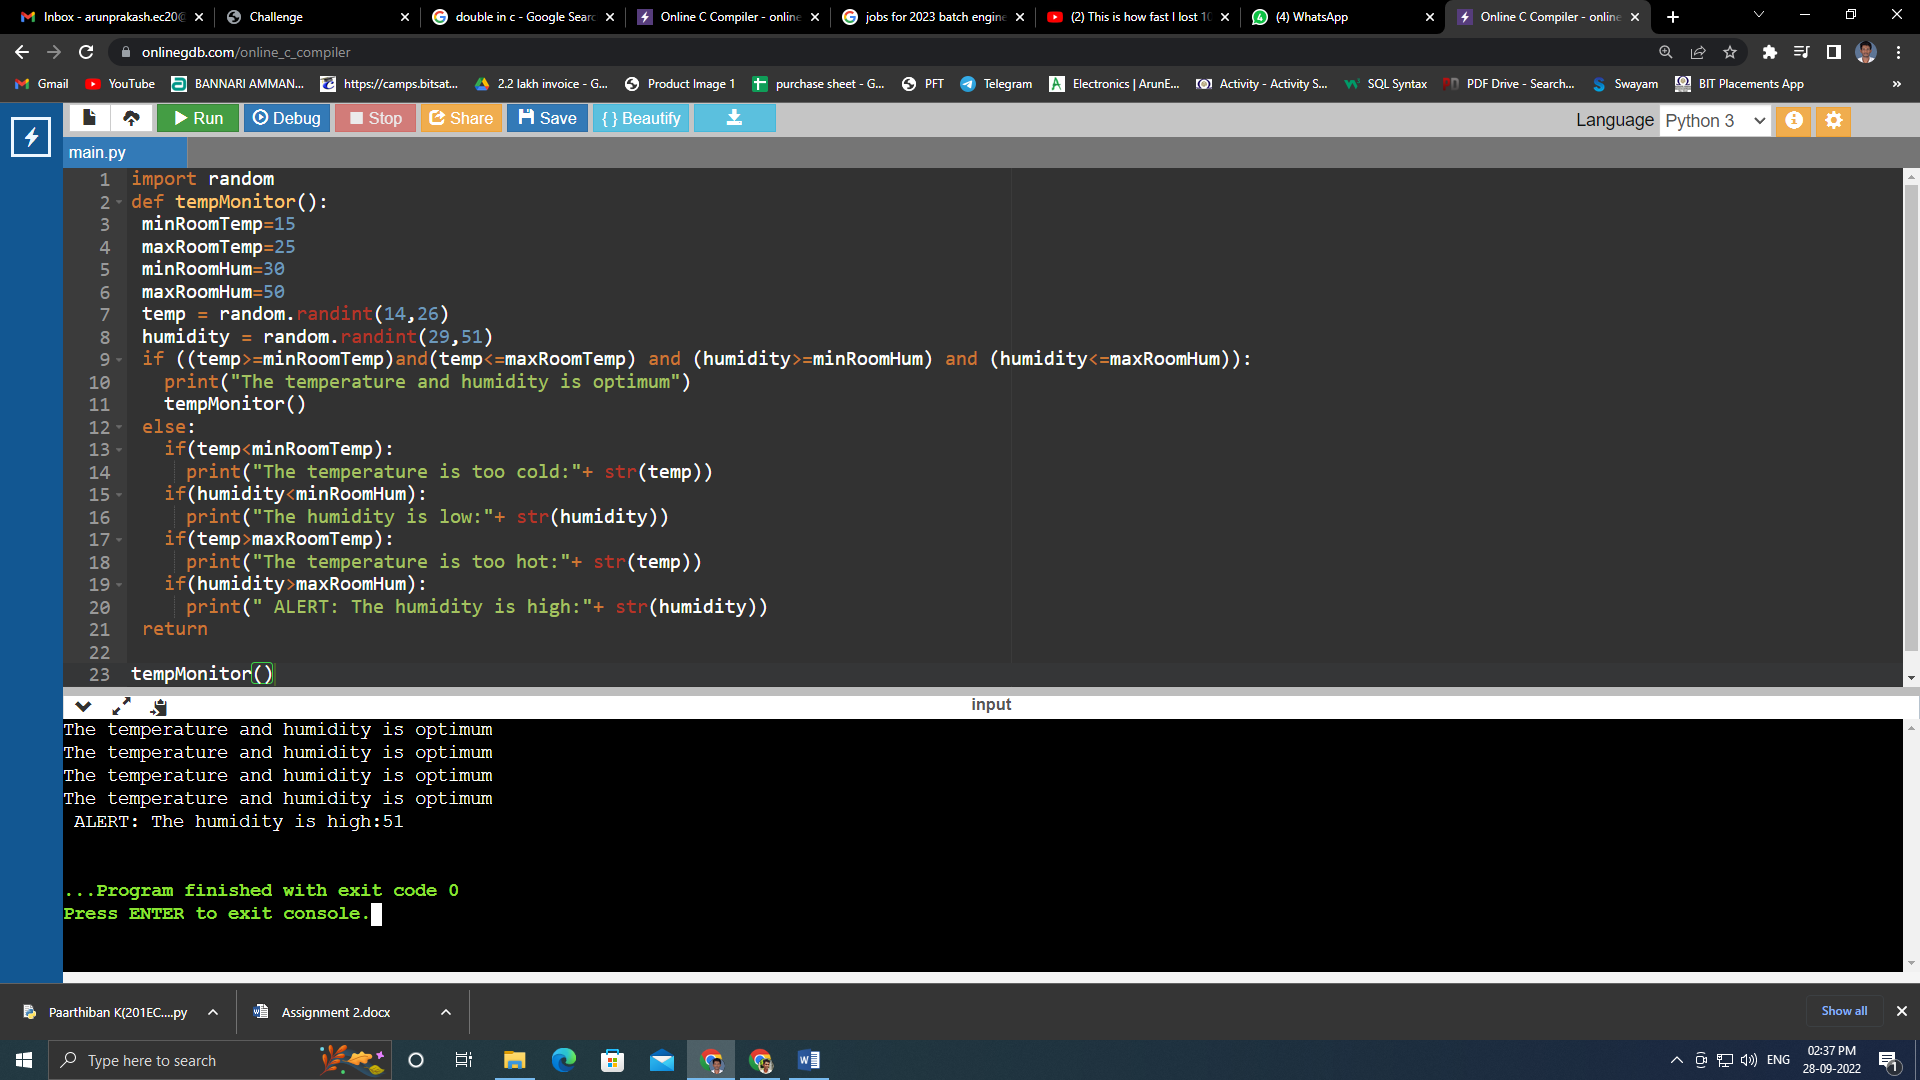 Inbox - arunprakash.ec20@
Challenge
double in c - Google Searc
Online C Compiler - online
jobs for 2023 batch engine
(2) This is how fast I lost 10
(4) WhatsApp
Online C Compiler - online
onlinegdb.com/online_c_compiler
Gmail
YouTube
BANNARI AMMAN...
https://camps.bitsat...
2.2 lakh invoice - G...
Product Image 1
purchase sheet - G...
PFT
Telegram
Electronics | ArunE...
Activity - Activity S...
SQL Syntax
PDF Drive - Search...
Swayam
BIT Placements App
»
Run
Debug
Stop
Share
Save
{ } Beautify
Language
Python 3
main.py
1 import random
2 def tempMonitor():
3 minRoomTemp=15
4 maxRoomTemp=25
5 minRoomHum=30
6 maxRoomHum=50
7 temp = random.randint(14,26)
8 humidity = random.randint(29,51)
9 if ((temp>=minRoomTemp)and(temp<=maxRoomTemp) and (humidity>=minRoomHum) and (humidity<=maxRoomHum)):
10 print("The temperature and humidity is optimum")
11 tempMonitor()
12 else:
13 if(temp<minRoomTemp):
14 print("The temperature is too cold:"+ str(temp))
15 if(humidity<minRoomHum):
16 print("The humidity is low:"+ str(humidity))
17 if(temp>maxRoomTemp):
18 print("The temperature is too hot:"+ str(temp))
19 if(humidity>maxRoomHum):
20 print(" ALERT: The humidity is high:"+ str(humidity))
21 return
22
23 tempMonitor()
input
The temperature and humidity is optimum
The temperature and humidity is optimum
The temperature and humidity is optimum
The temperature and humidity is optimum
ALERT: The humidity is high:51
...Program finished with exit code 0
Press ENTER to exit console.
Paarthiban K(201EC....py
Assignment 2.docx
Show all
Type here to search
ENG
02:37 PM
28-09-2022
1